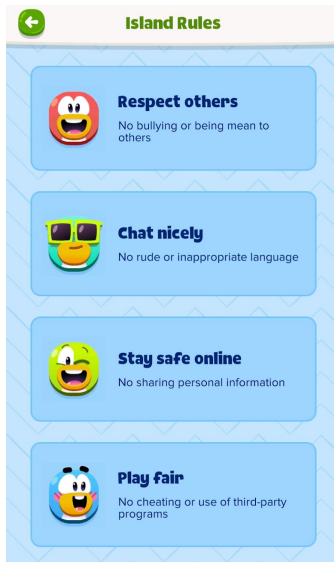 Island Rules
Respect others
No bullying or being mean to
others
Chat nicely
No rude or inappropriate language
Stay safe online
No sharing personal information
Play fair
No cheating or use of third-party
programs